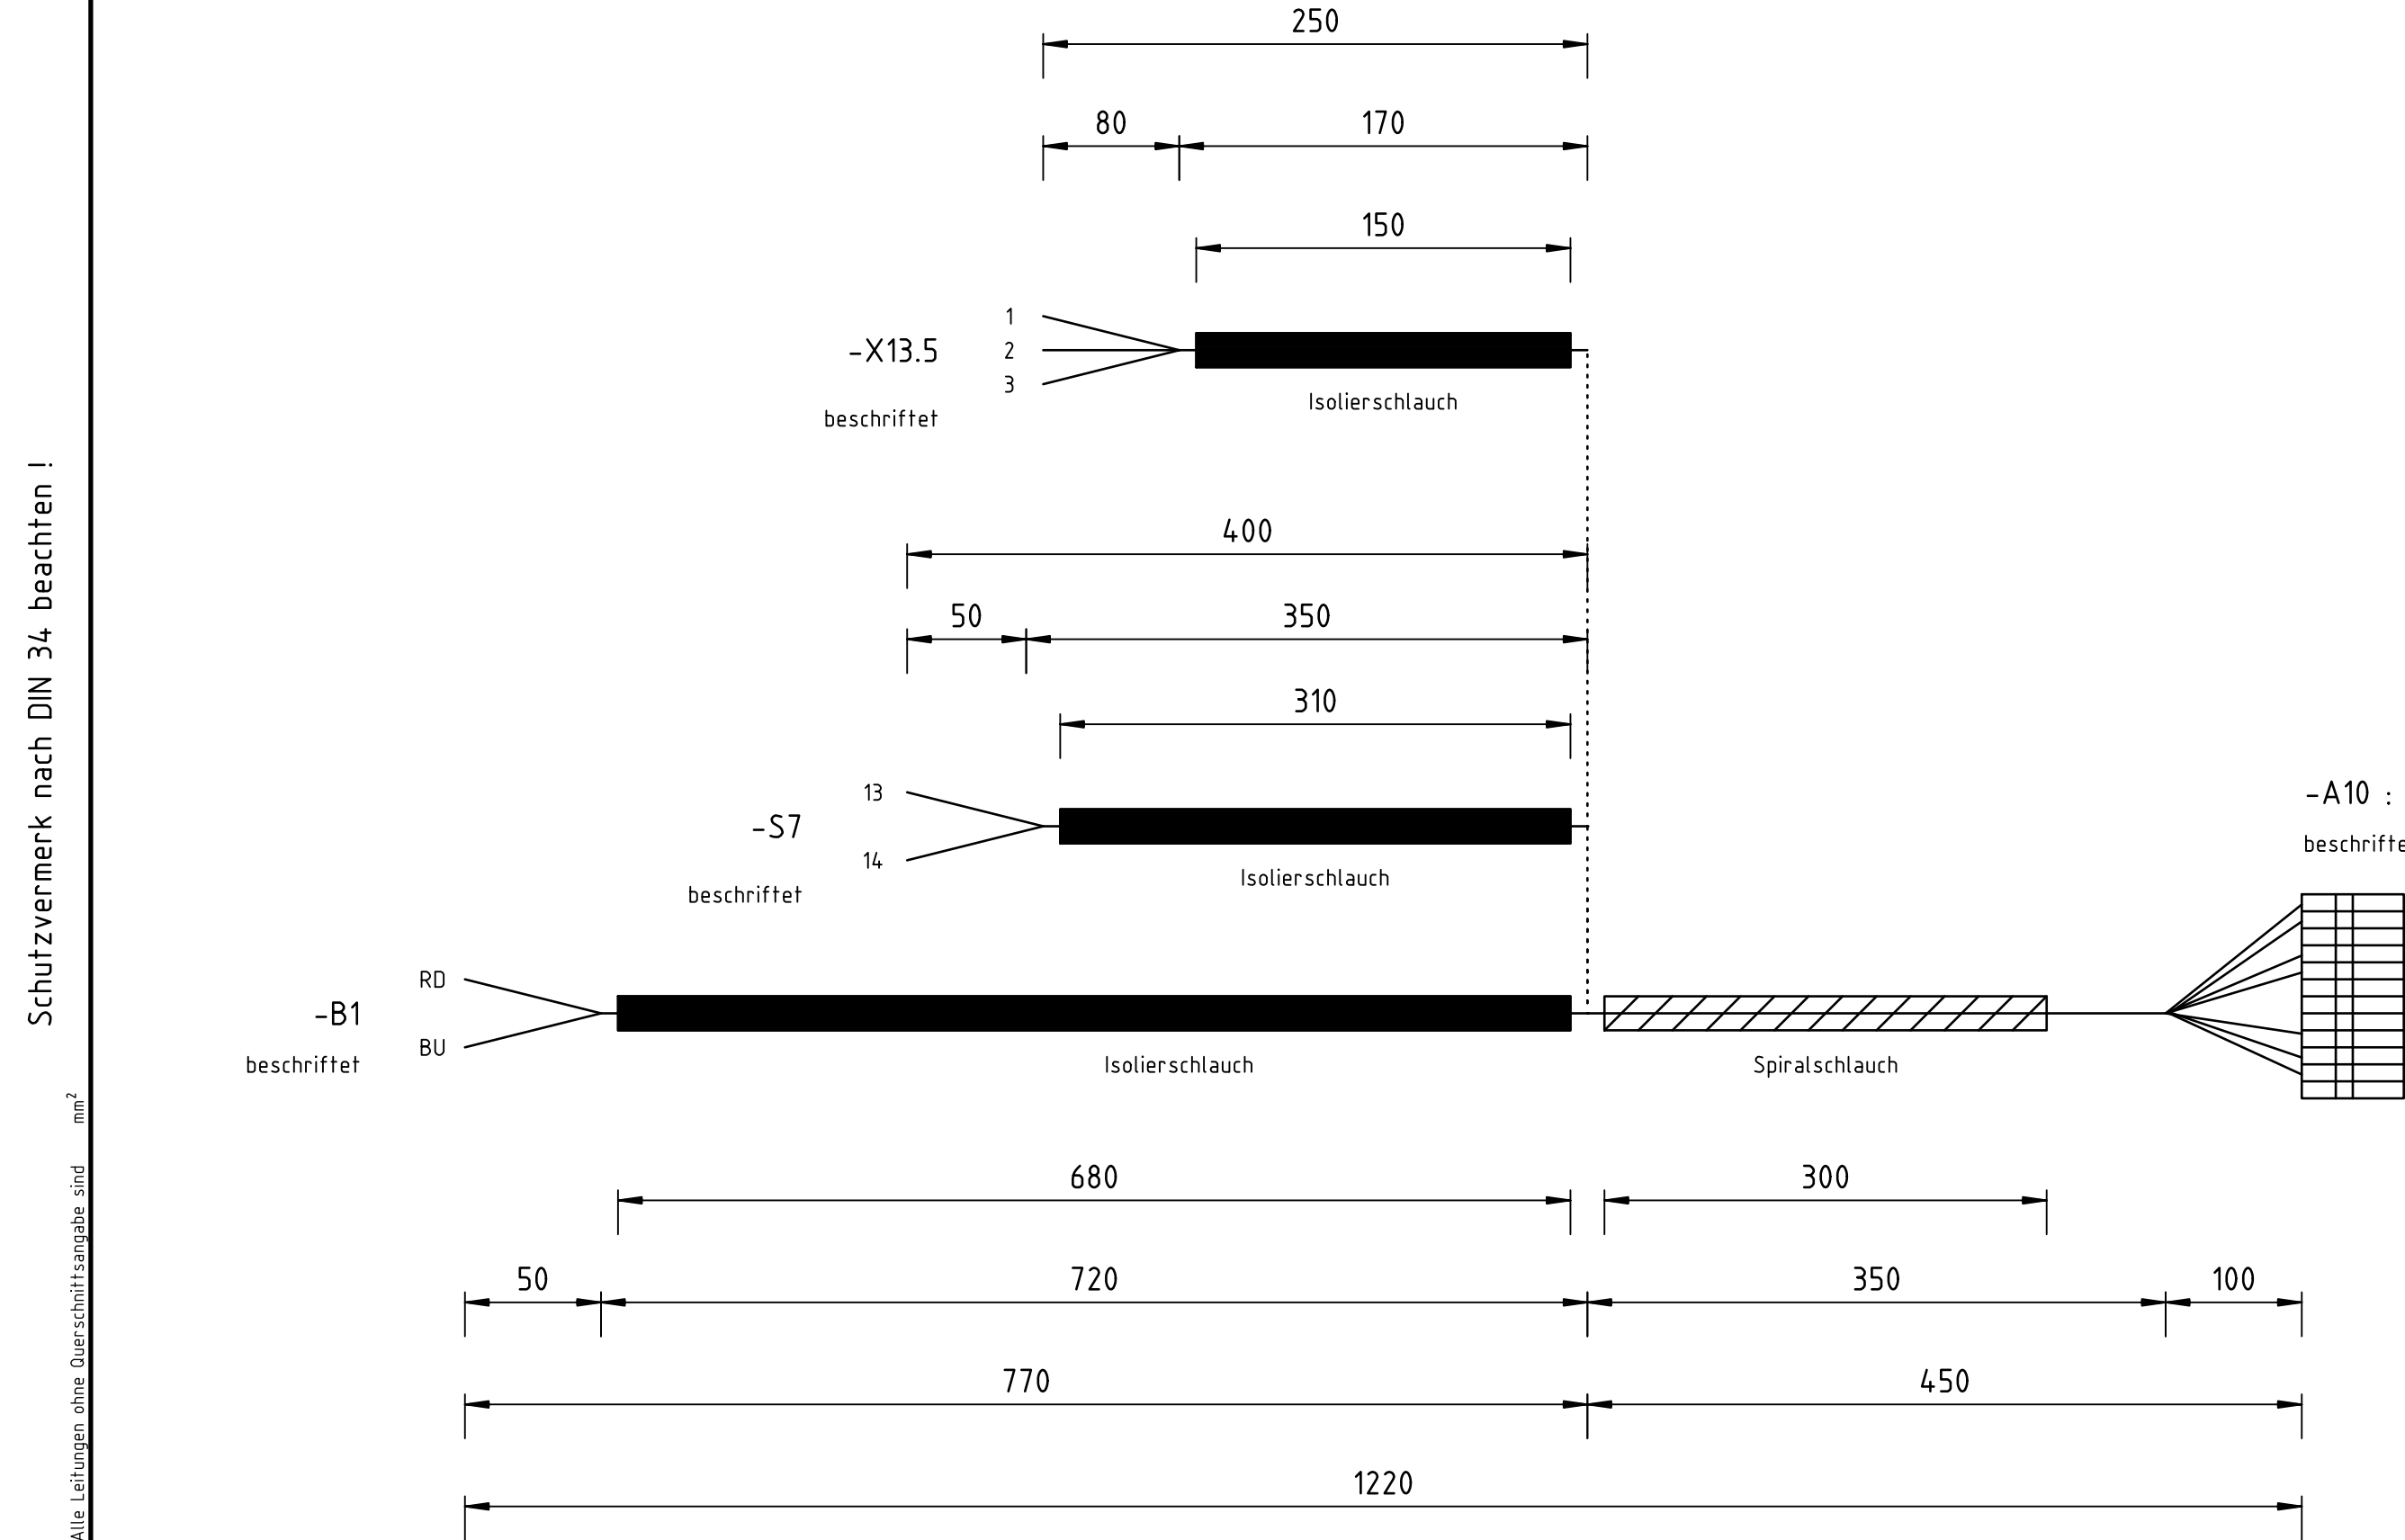 250
80 170
150
1
-X13.5 2
3
Isolierschlauch
beschriftet
400
50 350
310
13
-S7
14
Isolierschlauch
beschriftet
-A10 :
RD
-B1
BU
beschriftet
Isolierschlauch
Spiralschlauch
680 300
50 720 350 100
770 450
1220
Schutzvermerk nach DIN 34 beachten !
Alle Leitungen ohne Querschnittsangabe sind mm²